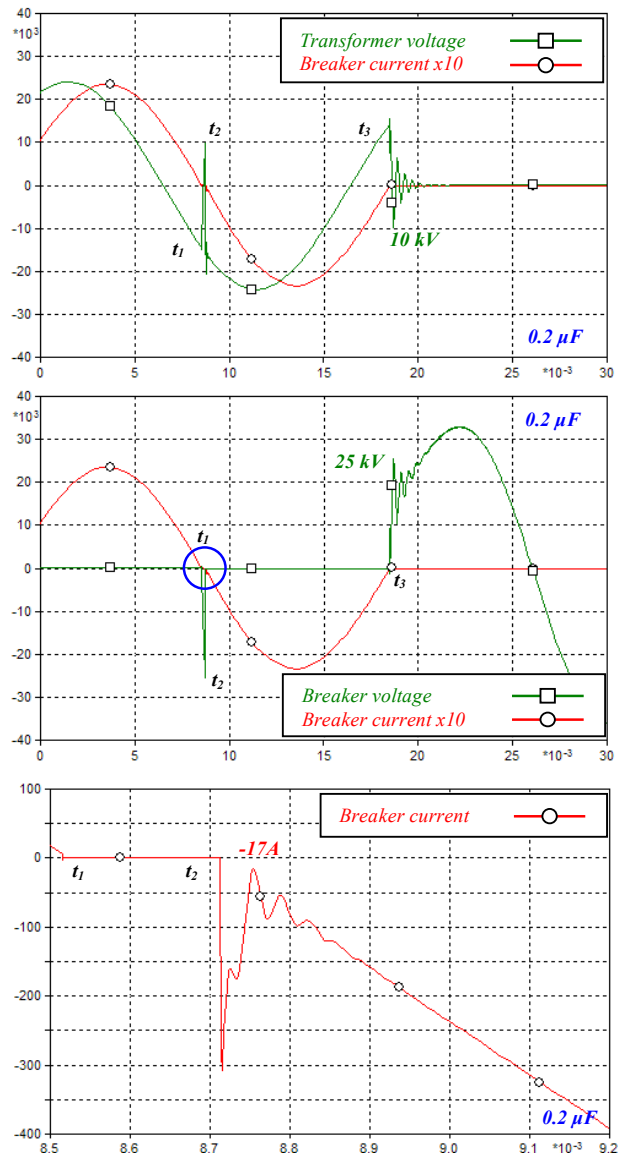 40
*10³
Transformer voltage
Breaker current x10
30
20
t₂
t₃
10
0
t₁
-10
10 kV
-20
-30
0.2 µF
-40
0 5 10 15 20 25 *10⁻³ 30
40
*10³
0.2 µF
30
25 kV
20
10
t₁
0
t₃
-10
-20
t₂
-30
Breaker voltage
Breaker current x10
-40
0 5 10 15 20 25 *10⁻³ 30
100
Breaker current
-17A
0
t₁ t₂
-100
-200
-300
0.2 µF
-400
8.5 8.6 8.7 8.8 8.9 9.0 9.1 *10⁻³ 9.2